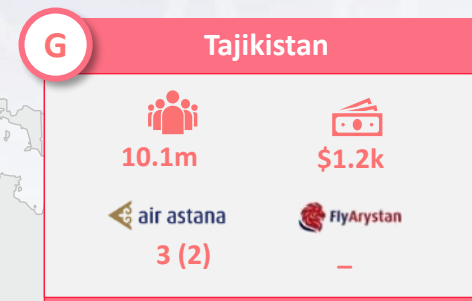 G
Tajikistan
10.1m $1.2k
air astana FlyArystan
3 (2) –